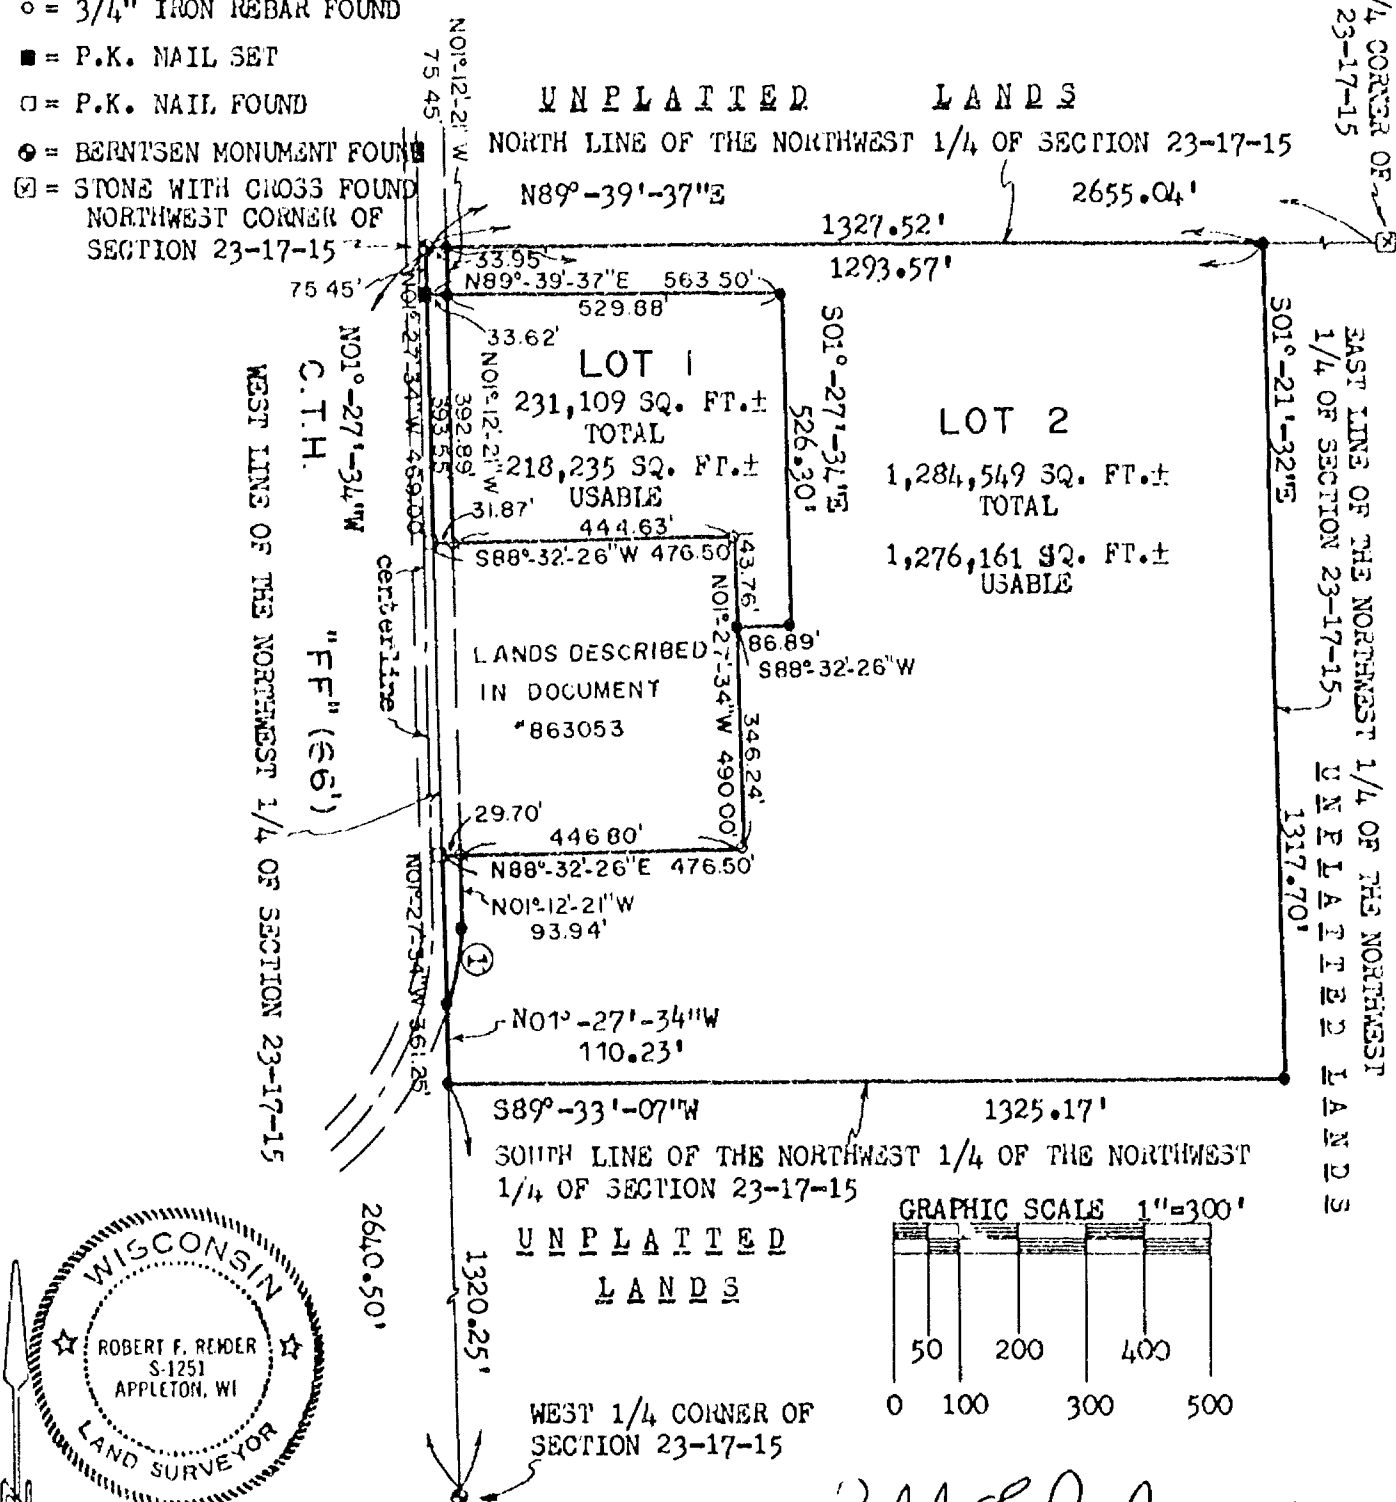 o = 3/4" IRON REBAR FOUND
■ = P.K. NAIL SET
□ = P.K. NAIL FOUND
= BERNTSEN MONUMENT FOUND
= STONE WITH CROSS FOUND
NORTHWEST CORNER OF
SECTION 23-17-15
/4 CORNER OF
23-17-15
N01°-12'-21"W
75.45'
UNPLATTED LANDS
NORTH LINE OF THE NORTHWEST 1/4 OF SECTION 23-17-15
N89°-39'-37"E
2655.04'
1327.52'
1293.57'
33.95'
75.45'
N89°-39'-37"E 563.50'
529.88'
33.62'
LOT 1
231,109 SQ. FT.±
TOTAL
218,235 SQ. FT.±
USABLE
N01°-27'-34"W 469.00'
393.55'
392.89'
N01°-12'-21"W
S01°-27'-34"E
526.30'
LOT 2
1,284,549 SQ. FT.±
TOTAL
1,276,161 SQ. FT.±
USABLE
S01°-21'-32"E
1317.70'
EAST LINE OF THE NORTHWEST 1/4 OF THE NORTHWEST
1/4 OF SECTION 23-17-15
UNPLATTED LANDS
N01°-27'-34"W
C.T.H. "FF" (66')
centerline
WEST LINE OF THE NORTHWEST 1/4 OF SECTION 23-17-15
31.87'
444.63'
S88°-32'-26"W 476.50'
143.76'
N01°-27'-34"W 490.00'
346.24'
86.89'
S88°-32'-26"W
LANDS DESCRIBED
IN DOCUMENT
#863053
29.70'
446.80'
N88°-32'-26"E 476.50'
N01°-12'-21"W
93.94'
1
N01°-27'-34"W 361.25'
N01°-27'-34"W
110.23'
S89°-33'-07"W
1325.17'
SOUTH LINE OF THE NORTHWEST 1/4 OF THE NORTHWEST
1/4 OF SECTION 23-17-15
UNPLATTED
LANDS
2640.50'
1320.25'
GRAPHIC SCALE 1"=300'
50 200 400
0 100 300 500
WEST 1/4 CORNER OF
SECTION 23-17-15
WISCONSIN
ROBERT F. REIDER
S-1251
APPLETON, WI
LAND SURVEYOR